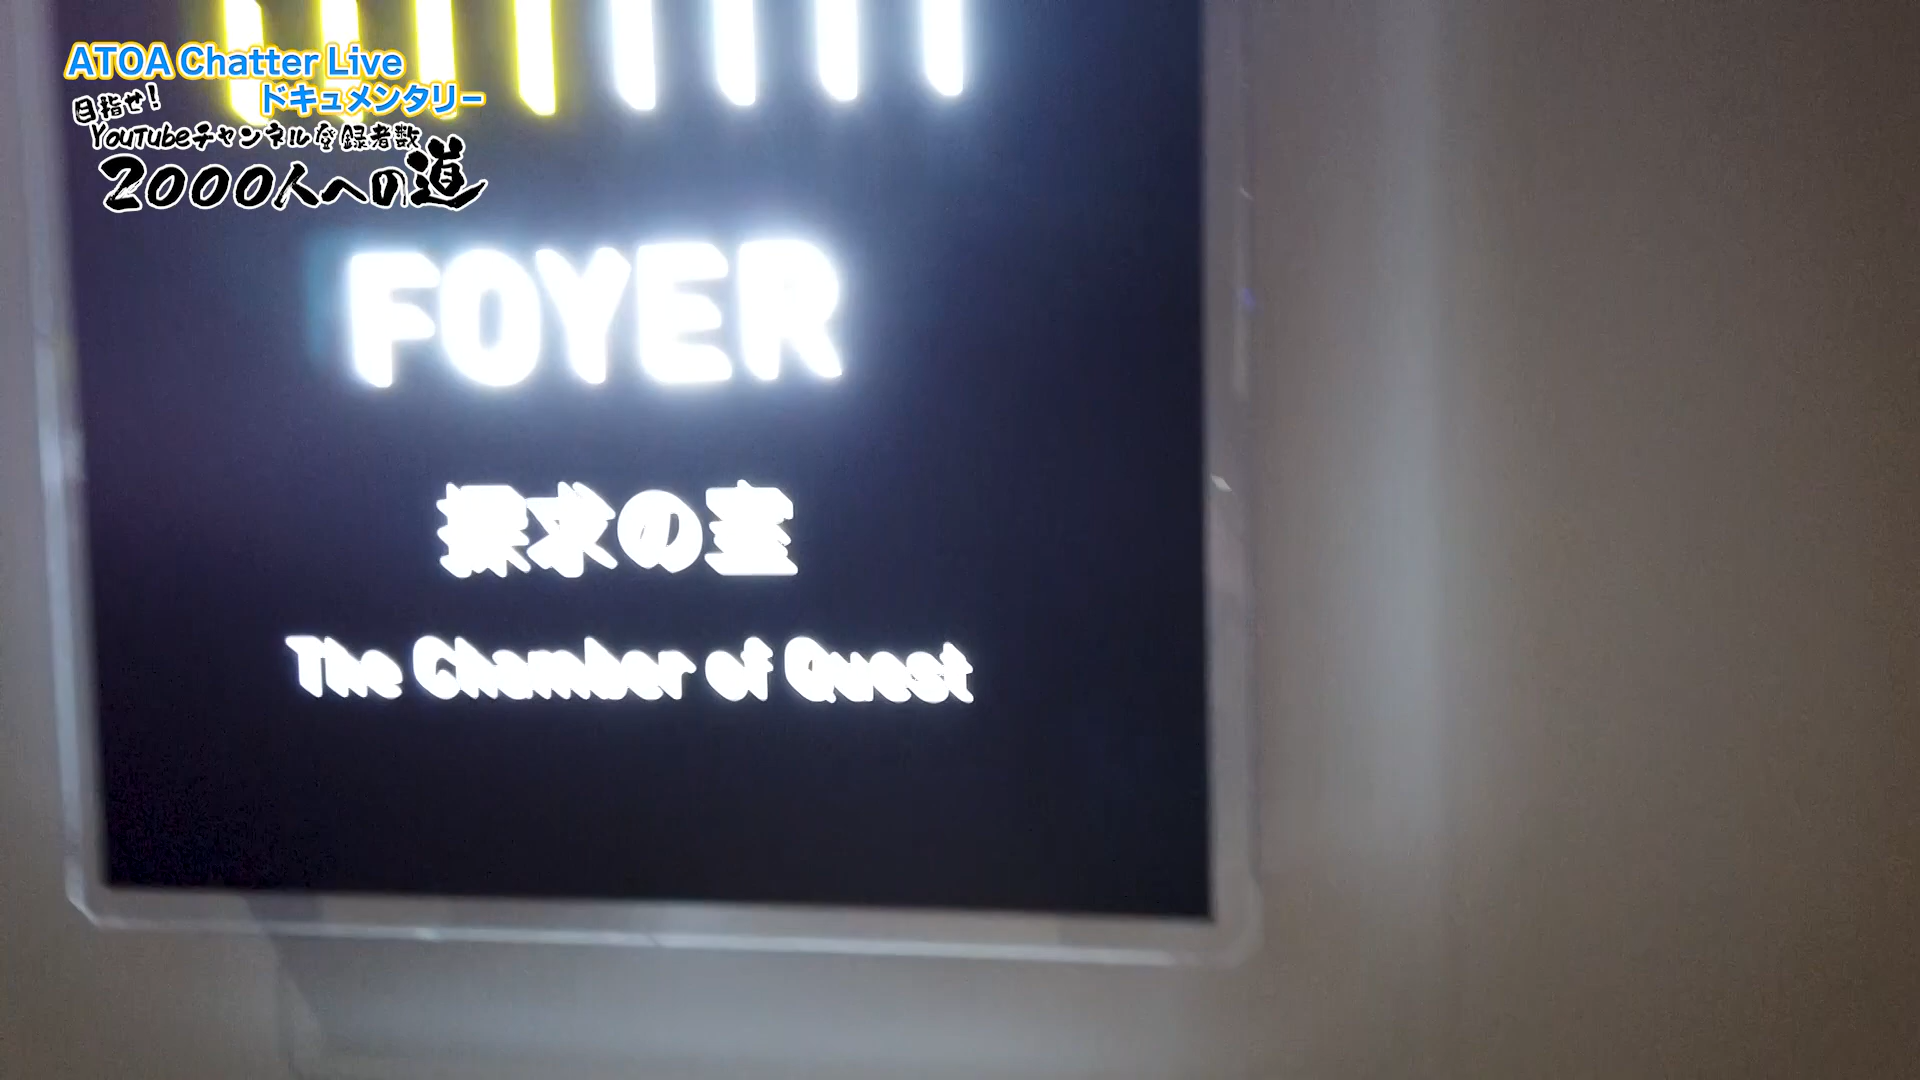 ATOA Chatter Live
ドキュメンタリー
目指せ!
YouTubeチャンネル登録者数
2000人への道
FOYER
探求の室
The Chamber of Quest